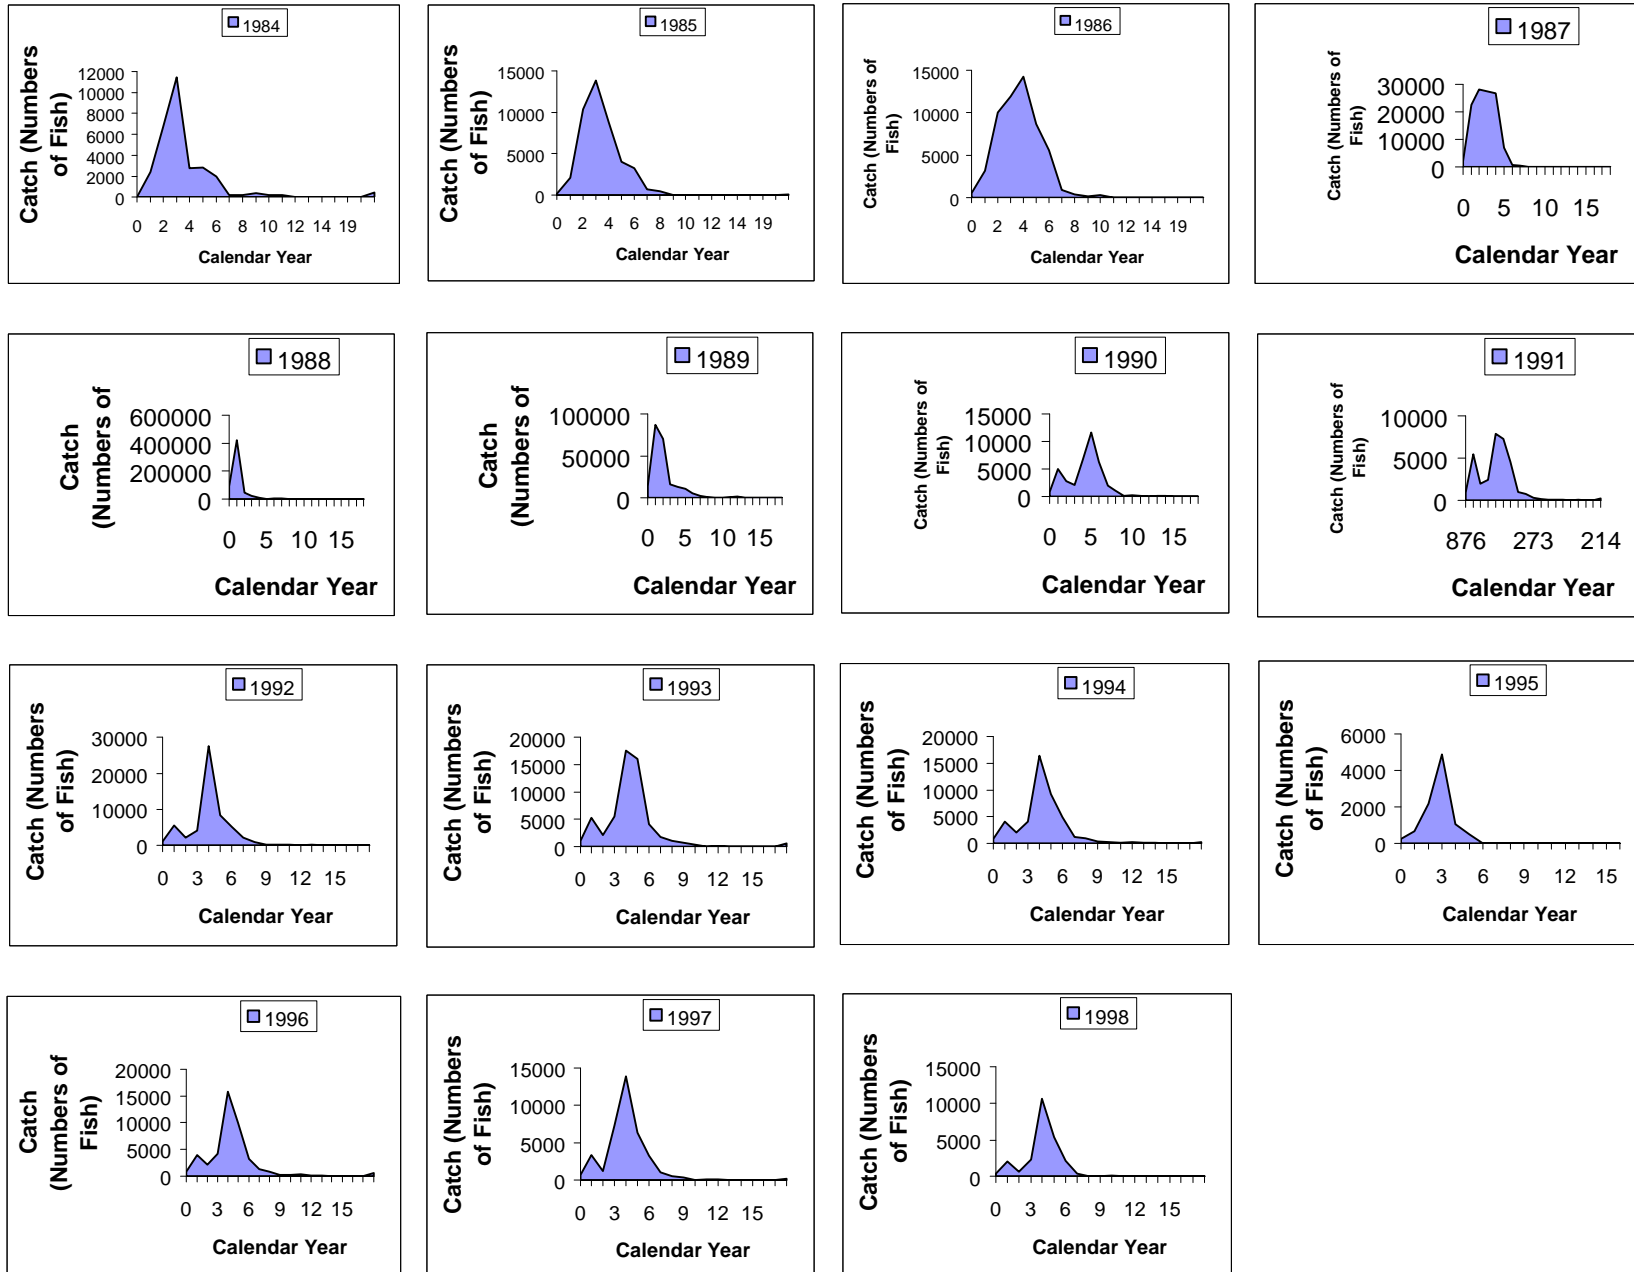 1984
Catch (Numbers
of Fish)
12000
10000
8000
6000
4000
2000
0
0 2 4 6 8 10 12 14 19
Calendar Year
1985
Catch (Numbers
of Fish)
15000
10000
5000
0
0 2 4 6 8 10 12 14 19
Calendar Year
1986
Catch (Numbers of
Fish)
15000
10000
5000
0
0 2 4 6 8 10 12 14 19
Calendar Year
1987
Catch (Numbers of
Fish)
30000
20000
10000
0
0 5 10 15
Calendar Year
1988
Catch
(Numbers of
600000
400000
200000
0
0 5 10 15
Calendar Year
1989
Catch
(Numbers of
100000
50000
0
0 5 10 15
Calendar Year
1990
Catch (Numbers of
Fish)
15000
10000
5000
0
0 5 10 15
Calendar Year
1991
Catch (Numbers of
Fish)
10000
5000
0
876 273 214
Calendar Year
1992
Catch (Numbers
of Fish)
30000
20000
10000
0
0 3 6 9 12 15
Calendar Year
1993
Catch (Numbers
of Fish)
20000
15000
10000
5000
0
0 3 6 9 12 15
Calendar Year
1994
Catch (Numbers
of Fish)
20000
15000
10000
5000
0
0 3 6 9 12 15
Calendar Year
1995
Catch (Numbers
of Fish)
6000
4000
2000
0
0 3 6 9 12 15
Calendar Year
1996
Catch
(Numbers of
Fish)
20000
15000
10000
5000
0
0 3 6 9 12 15
Calendar Year
1997
Catch (Numbers
of Fish)
15000
10000
5000
0
0 3 6 9 12 15
Calendar Year
1998
Catch (Numbers
of Fish)
15000
10000
5000
0
0 3 6 9 12 15
Calendar Year